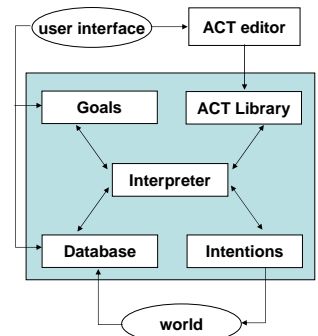 user interface
ACT editor
Goals
ACT Library
Interpreter
Database
Intentions
world